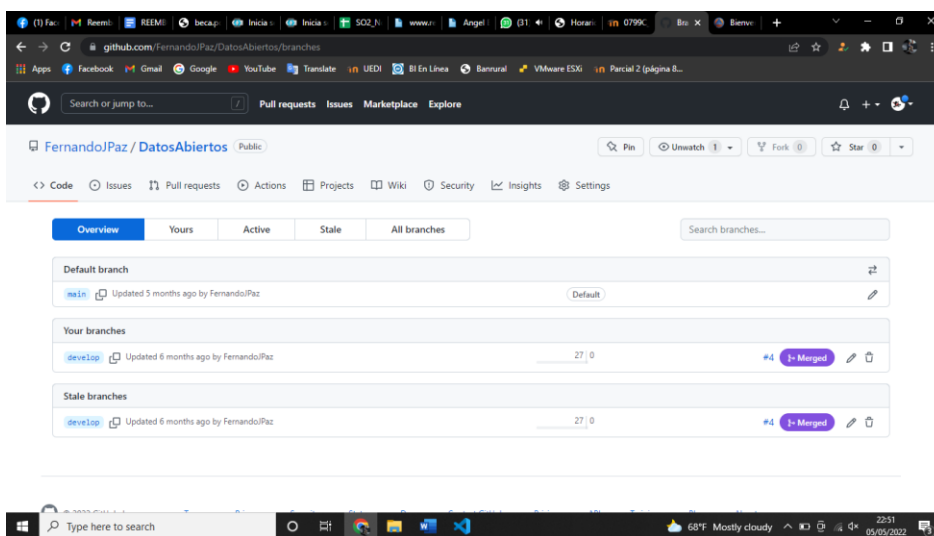 (1) Fac Reemb REEMB beca.p Inicia s Inicia s SO2_N www.r Angel (31) Horari 0799C_ Bra Bienve
github.com/FernandoJPaz/DatosAbiertos/branches
Apps Facebook Gmail Google YouTube Translate UEDI BI En Línea Banrural VMware ESXi Parcial 2 (página 8...
Search or jump to... / Pull requests Issues Marketplace Explore
FernandoJPaz / DatosAbiertos Public Pin Unwatch 1 Fork 0 Star 0
<> Code Issues Pull requests Actions Projects Wiki Security Insights Settings
Overview Yours Active Stale All branches Search branches...
Default branch
main Updated 5 months ago by FernandoJPaz Default
Your branches
develop Updated 6 months ago by FernandoJPaz 27 | 0 #4 Merged
Stale branches
develop Updated 6 months ago by FernandoJPaz 27 | 0 #4 Merged
Type here to search 68°F Mostly cloudy 22:51
05/05/2022